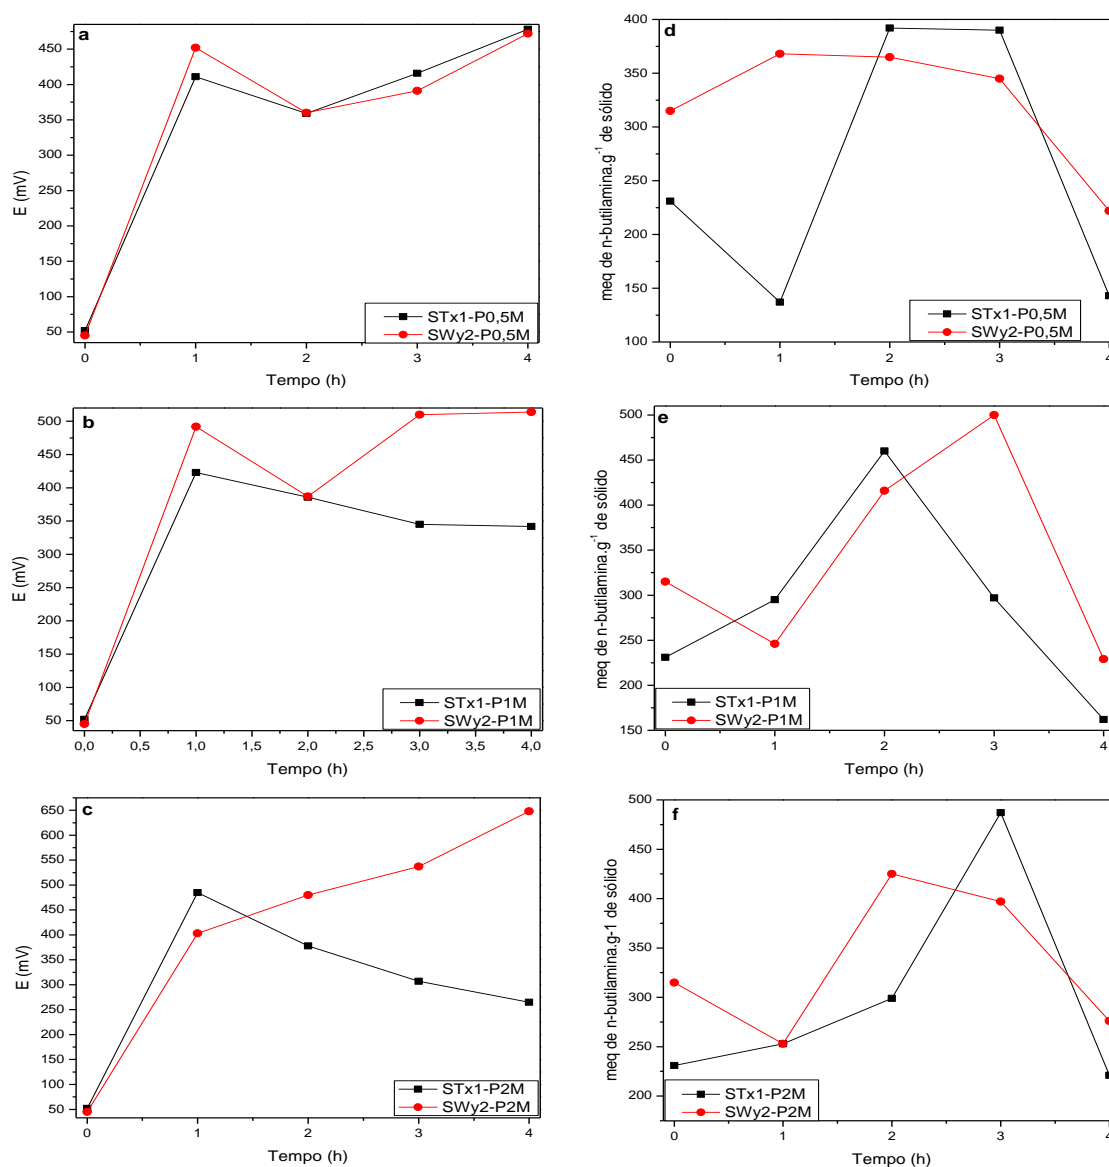 a
450
400
350
300
250
200
150
100
50
E (mV)
STx1-P0,5M
SWy2-P0,5M
0 1 2 3 4
Tempo (h)
d
400
350
300
250
200
150
100
meq de n-butilamina.g-1 de sólido
STx1-P0,5M
SWy2-P0,5M
0 1 2 3 4
Tempo (h)
b
500
450
400
350
300
250
200
150
100
50
E (mV)
STx1-P1M
SWy2-P1M
0,0 0,5 1,0 1,5 2,0 2,5 3,0 3,5 4,0
Tempo (h)
e
500
450
400
350
300
250
200
150
meq de n-butilamina.g-1 de sólido
STx1-P1M
SWy2-P1M
0 1 2 3 4
Tempo (h)
c
650
600
550
500
450
400
350
300
250
200
150
100
50
E (mV)
STx1-P2M
SWy2-P2M
0 1 2 3 4
Tempo (h)
f
500
450
400
350
300
250
200
meq de n-butilamina.g-1 de sólido
STx1-P2M
SWy2-P2M
0 1 2 3 4
Tempo (h)